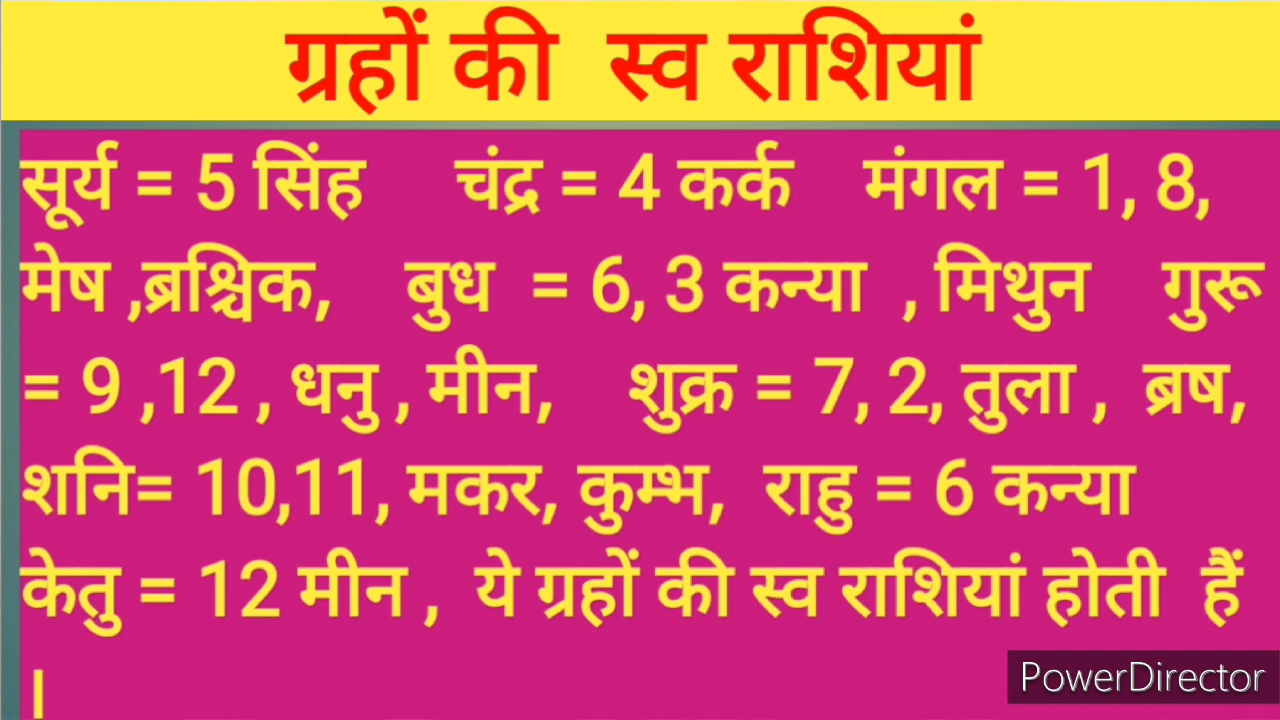 ग्रहों की स्व राशियां
सूर्य = 5 सिंह चंद्र = 4 कर्क मंगल = 1, 8,
मेष ,ब्रश्चिक, बुध = 6, 3 कन्या , मिथुन गुरू
= 9 ,12 , धनु , मीन, शुक्र = 7, 2, तुला , ब्रष,
शनि= 10,11, मकर, कुम्भ, राहु = 6 कन्या
केतु = 12 मीन , ये ग्रहों की स्व राशियां होती हैं
।
PowerDirector